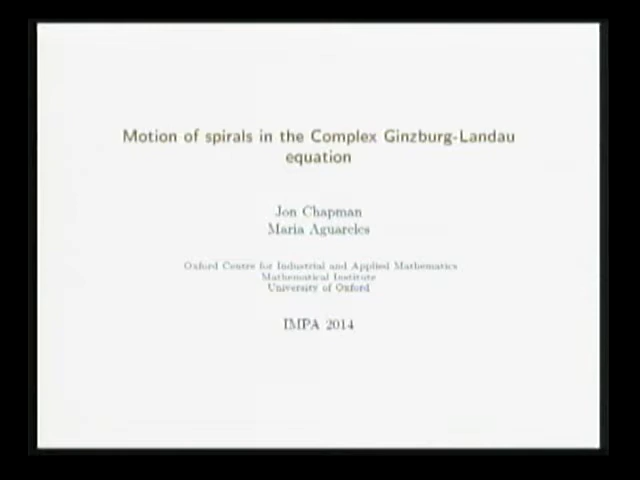 Motion of spirals in the Complex Ginzburg-Landau
equation
Jon Chapman
Maria Aguareles
Oxford Centre for Industrial and Applied Mathematics
Mathematical Institute
University of Oxford
IMPA 2014